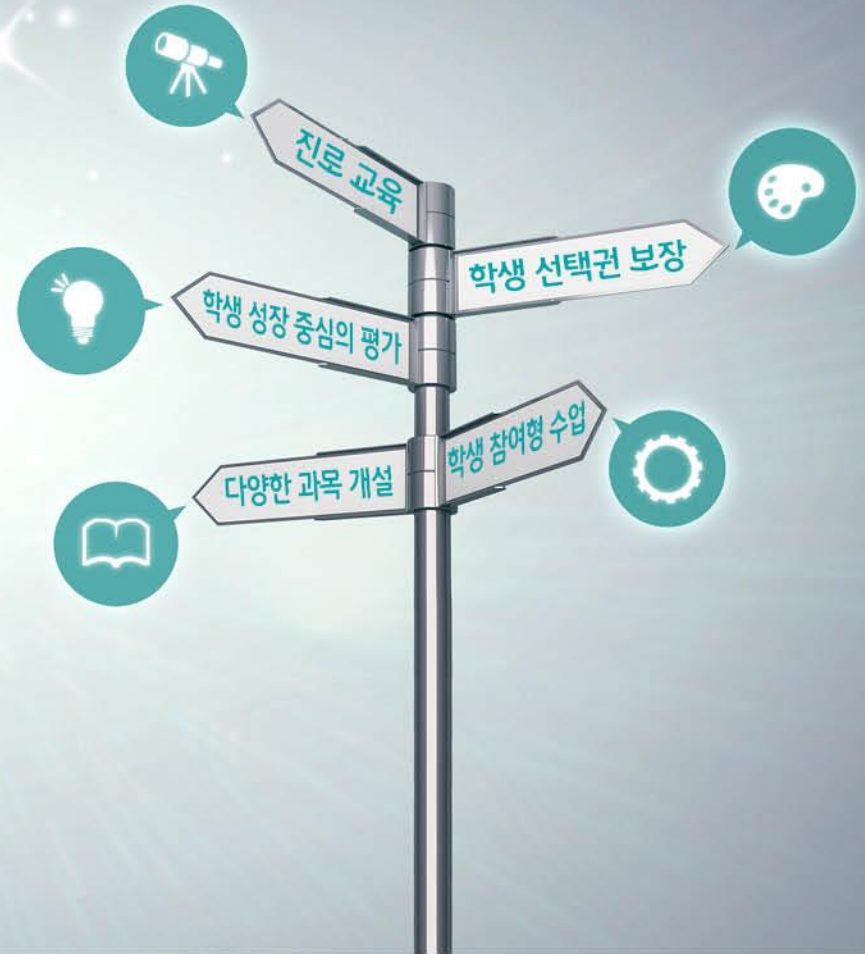 진로 교육
학생 선택권 보장
학생 성장 중심의 평가
학생 참여형 수업
다양한 과목 개설